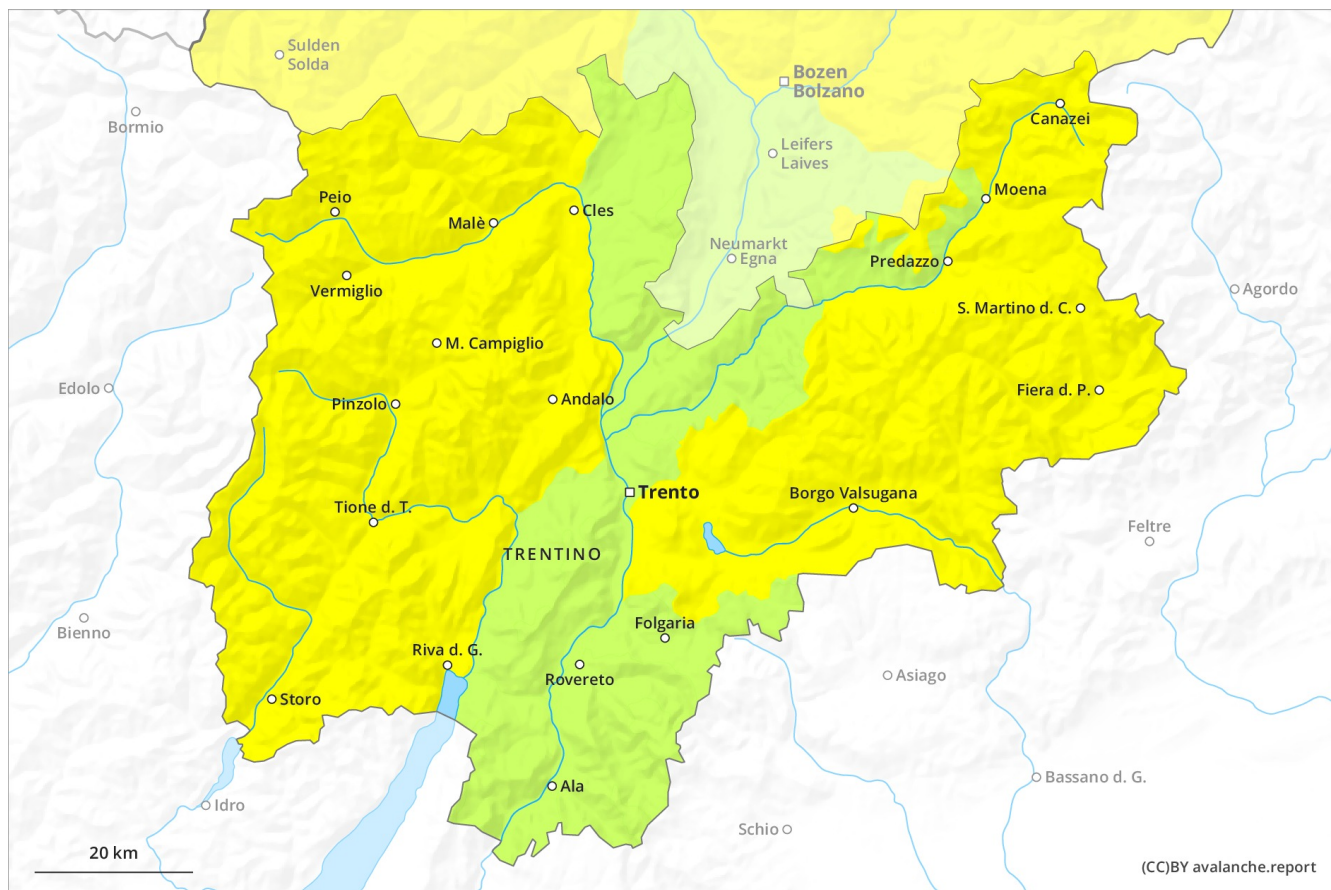 Sulden
Solda
Bozen
Bolzano
Bormio
Canazei
Leifers
Laives
Peio
Moena
Malè
Cles
Neumarkt
Egna
Predazzo
Vermiglio
Agordo
S. Martino d. C.
M. Campiglio
Edolo
Fiera d. P.
Pinzolo
Andalo
Trento
Borgo Valsugana
Tione d. T.
Feltre
TRENTINO
Bienno
Folgaria
Riva d. G.
Asiago
Rovereto
Storo
Bassano d. G.
Ala
Idro
Schio
20 km
(CC)BY avalanche.report